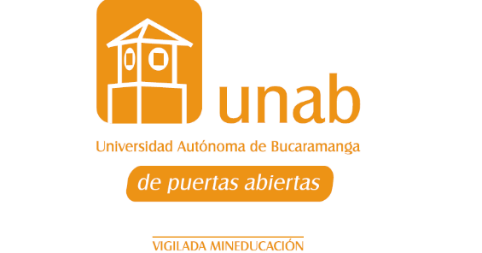 unab
Universidad Autónoma de Bucaramanga
de puertas abiertas
VIGILADA MINEDUCACIÓN